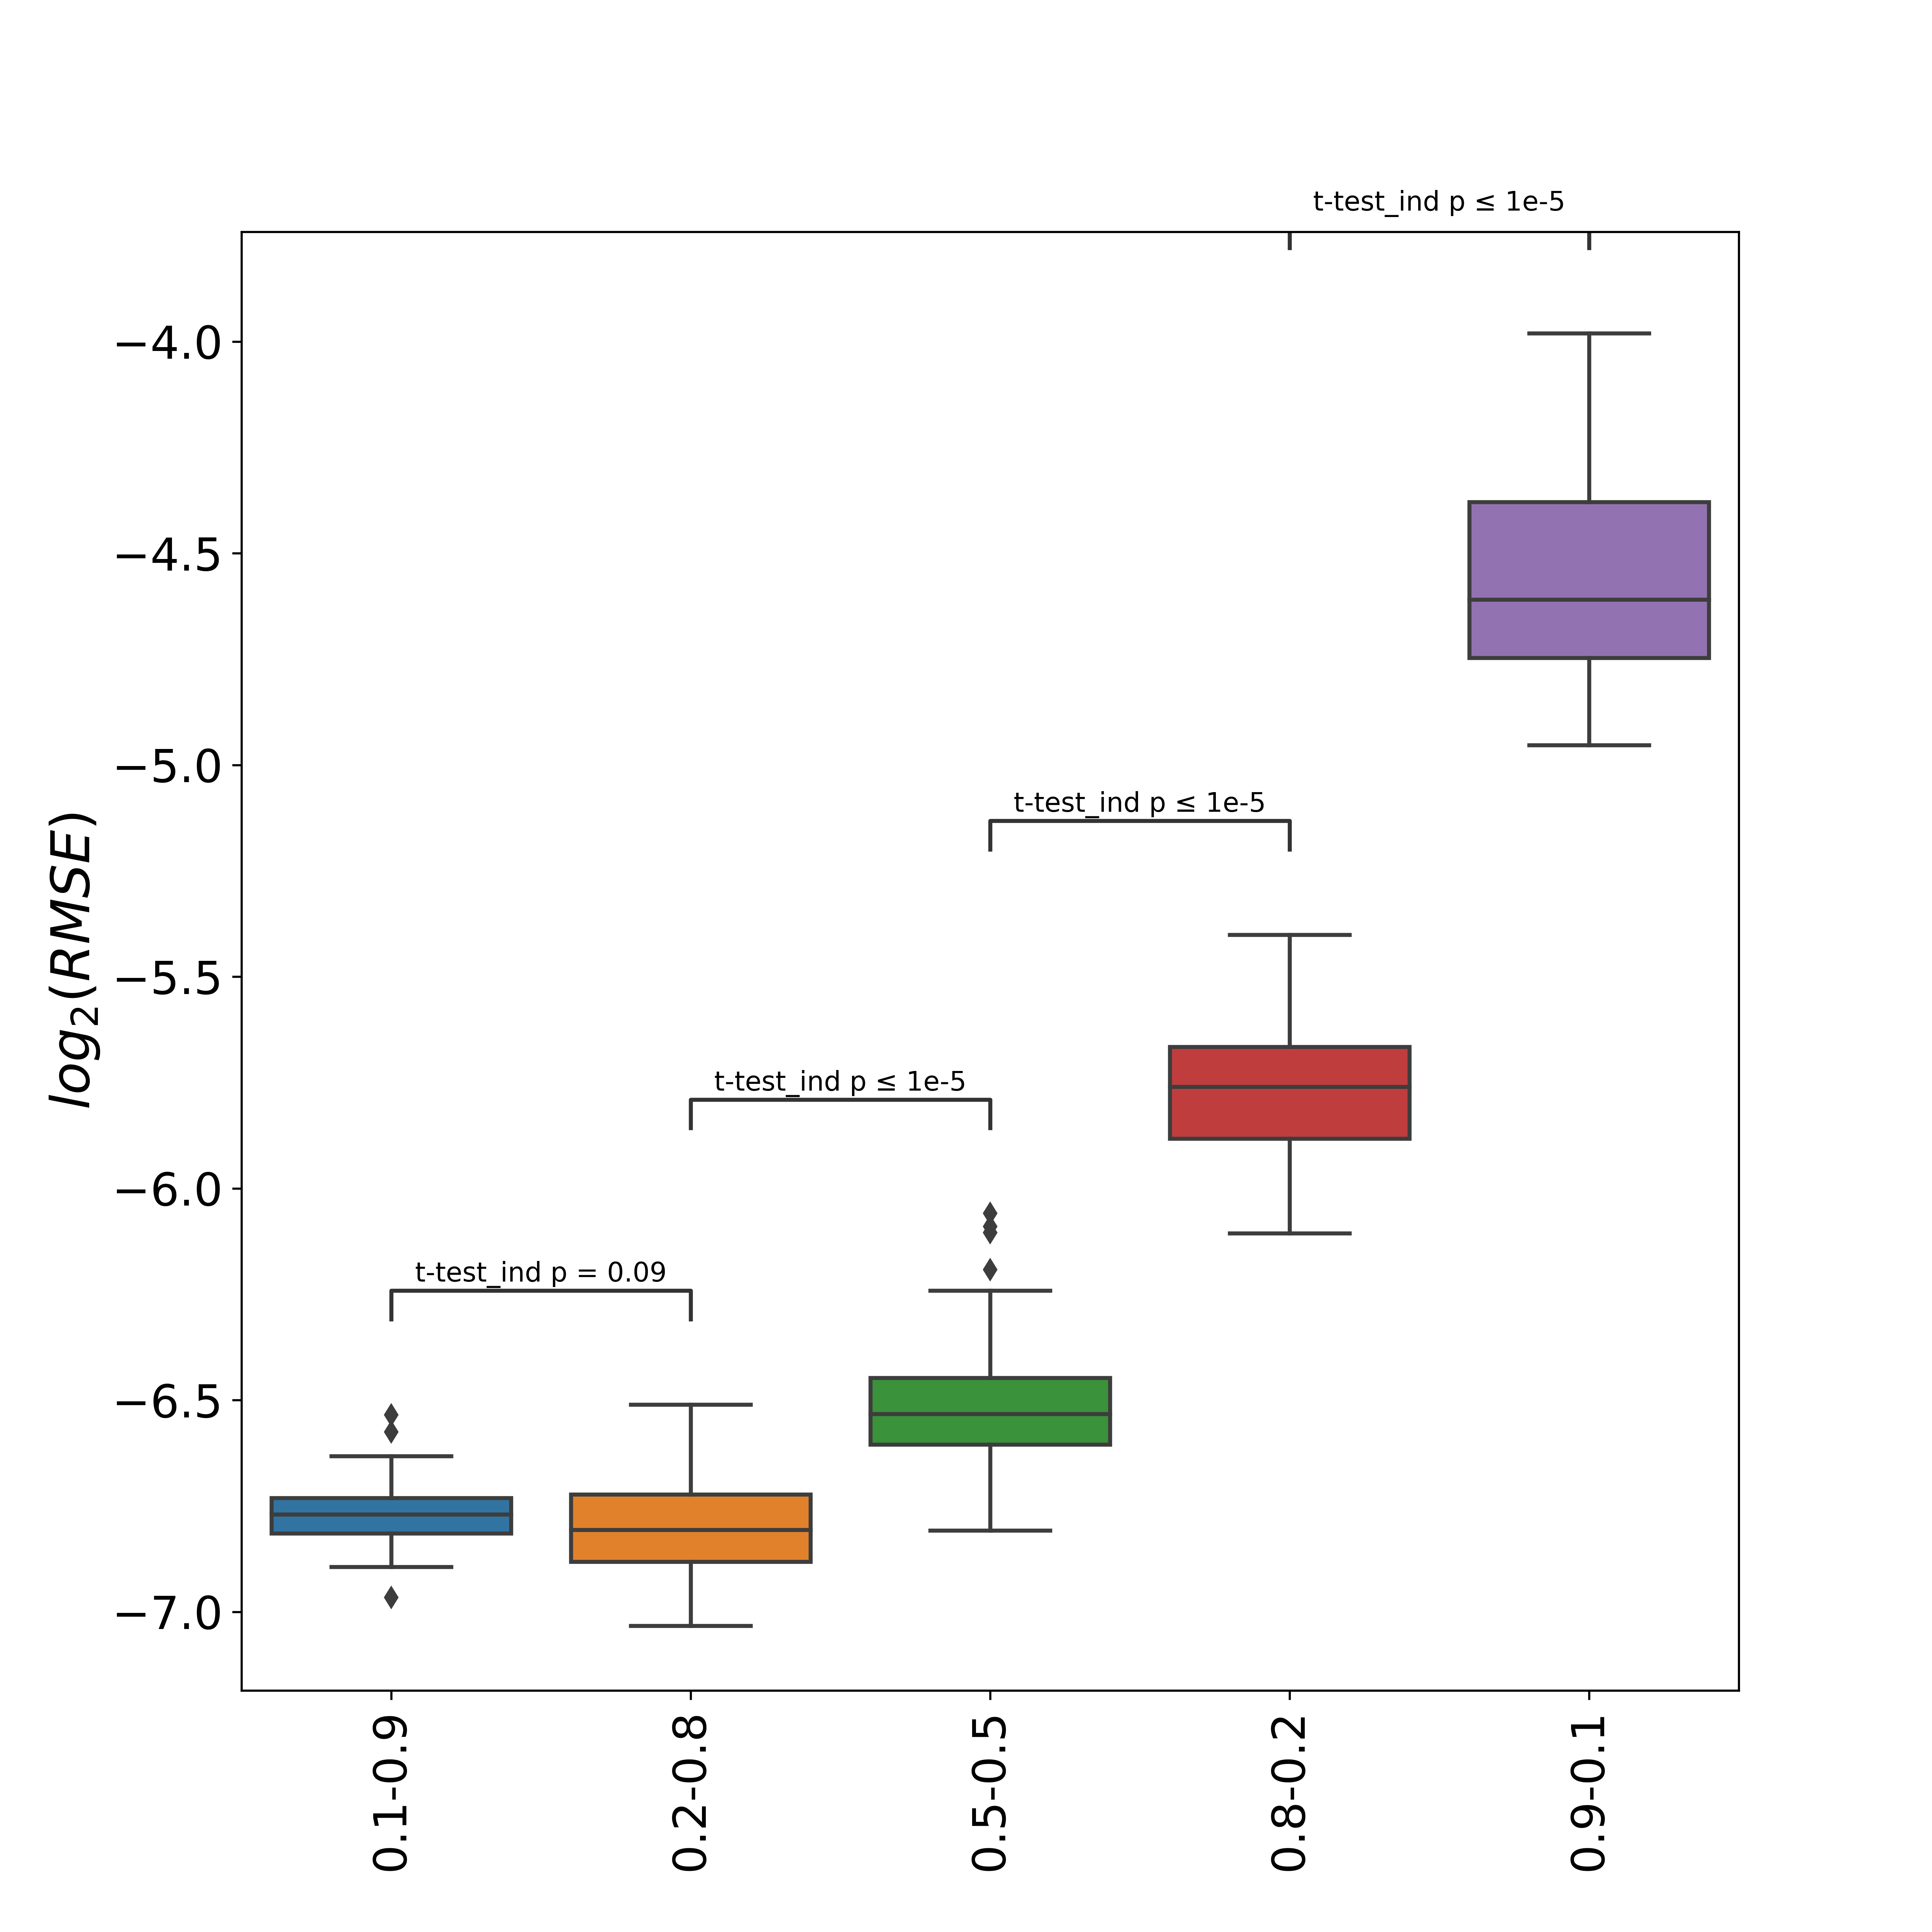 t-test_ind p ≤ 1e-5
−4.0
−4.5
−5.0
t-test_ind p ≤ 1e-5
−5.5
t-test_ind p ≤ 1e-5
−6.0
t-test_ind p = 0.09
−6.5
−7.0
log₂(RMSE)
0.1-0.9
0.2-0.8
0.5-0.5
0.8-0.2
0.9-0.1